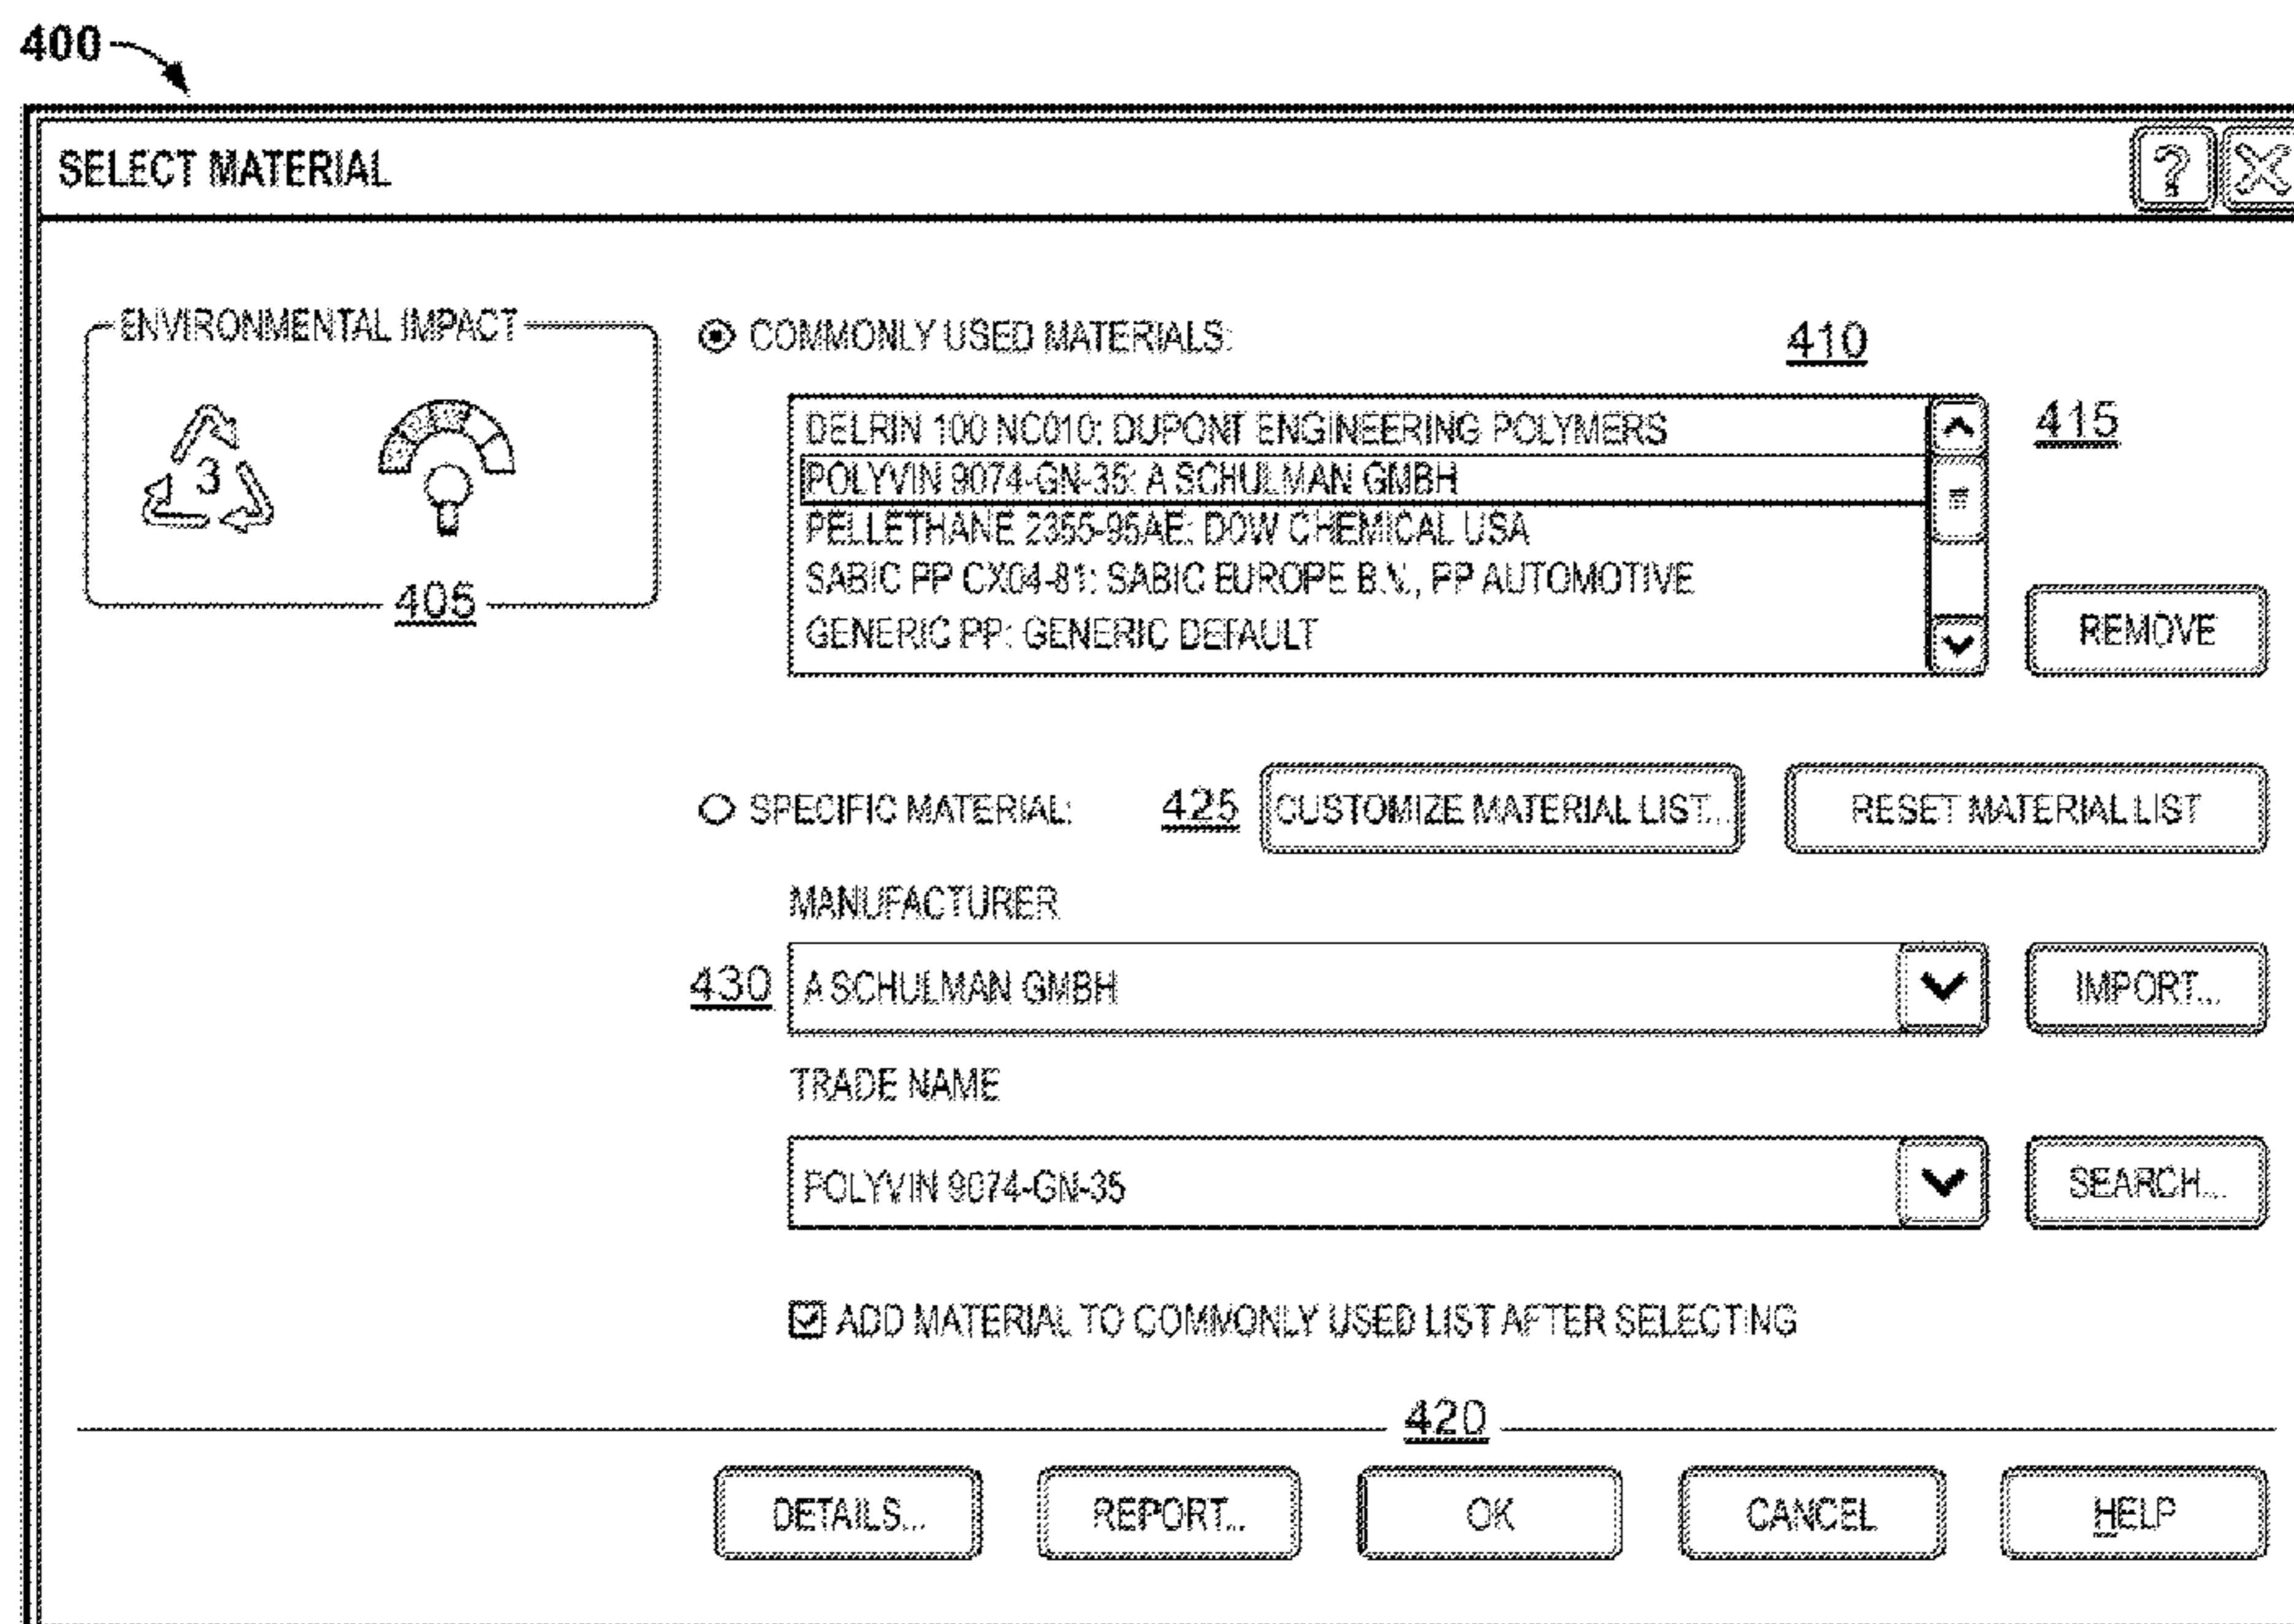 400
SELECT MATERIAL ?
ENVIRONMENTAL IMPACT
3
405
COMMONLY USED MATERIALS:
410
DELRIN 100 NC010: DUPONT ENGINEERING POLYMERS
415
POLYVIN 9074-GN-35: A SCHULMAN GMBH
PELLETHANE 2355-95AE: DOW CHEMICAL USA
SABIC PP CX04-81: SABIC EUROPE B.V., PP AUTOMOTIVE
GENERIC PP: GENERIC DEFAULT
REMOVE
SPECIFIC MATERIAL: 425 CUSTOMIZE MATERIAL LIST... RESET MATERIAL LIST
MANUFACTURER
430 A SCHULMAN GMBH IMPORT...
TRADE NAME
POLYVIN 9074-GN-35 SEARCH...
ADD MATERIAL TO COMMONLY USED LIST AFTER SELECTING
420
DETAILS... REPORT... OK CANCEL HELP